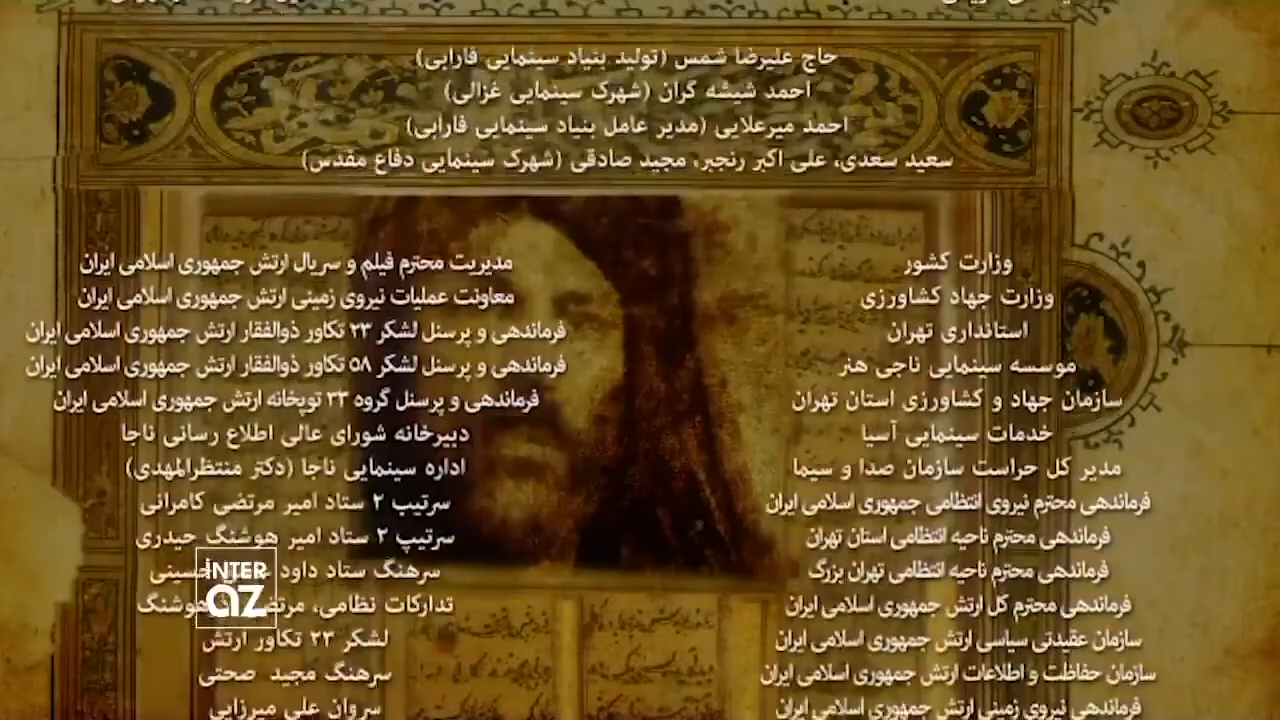 حاج علیرضا شمس (تولید بنیاد سینمایی فارابی)
احمد شیشه گران (شهرک سینمایی غزالی)
احمد میرعلایی (مدیر عامل بنیاد سینمایی فارابی)
سعید سعدی، علی اکبر رنجبر، مجید صادقی (شهرک سینمایی دفاع مقدس)
وزارت کشور
وزارت جهاد کشاورزی
استانداری تهران
موسسه سینمایی ناجی هنر
سازمان جهاد و کشاورزی استان تهران
خدمات سینمایی آسیا
مدیر کل حراست سازمان صدا و سیما
فرماندهی محترم نیروی انتظامی جمهوری اسلامی ایران
فرماندهی محترم ناحیه انتظامی استان تهران
فرماندهی محترم ناحیه انتظامی تهران بزرگ
فرماندهی محترم کل ارتش جمهوری اسلامی ایران
سازمان عقیدتی سیاسی ارتش جمهوری اسلامی ایران
سازمان حفاظت و اطلاعات ارتش جمهوری اسلامی ایران
فرماندهی نیروی زمینی ارتش جمهوری اسلامی ایران
مدیریت محترم فیلم و سریال ارتش جمهوری اسلامی ایران
معاونت عملیات نیروی زمینی ارتش جمهوری اسلامی ایران
فرماندهی و پرسنل لشکر ۲۳ تکاور ذوالفقار ارتش جمهوری اسلامی ایران
فرماندهی و پرسنل لشکر ۵۸ تکاور ذوالفقار ارتش جمهوری اسلامی ایران
فرماندهی و پرسنل گروه ۳۳ توپخانه ارتش جمهوری اسلامی ایران
دبیرخانه شورای عالی اطلاع رسانی ناجا
اداره سینمایی ناجا (دکتر منتظرالمهدی)
سرتیپ ۲ ستاد امیر مرتضی کامرانی
سرتیپ ۲ ستاد امیر هوشنگ حیدری
سرهنگ ستاد داود حسینی
تدارکات نظامی، هوشنگ
لشکر ۲۳ تکاور ارتش
سرهنگ مجید صحتی
سروان علی میرزایی
INTER
az